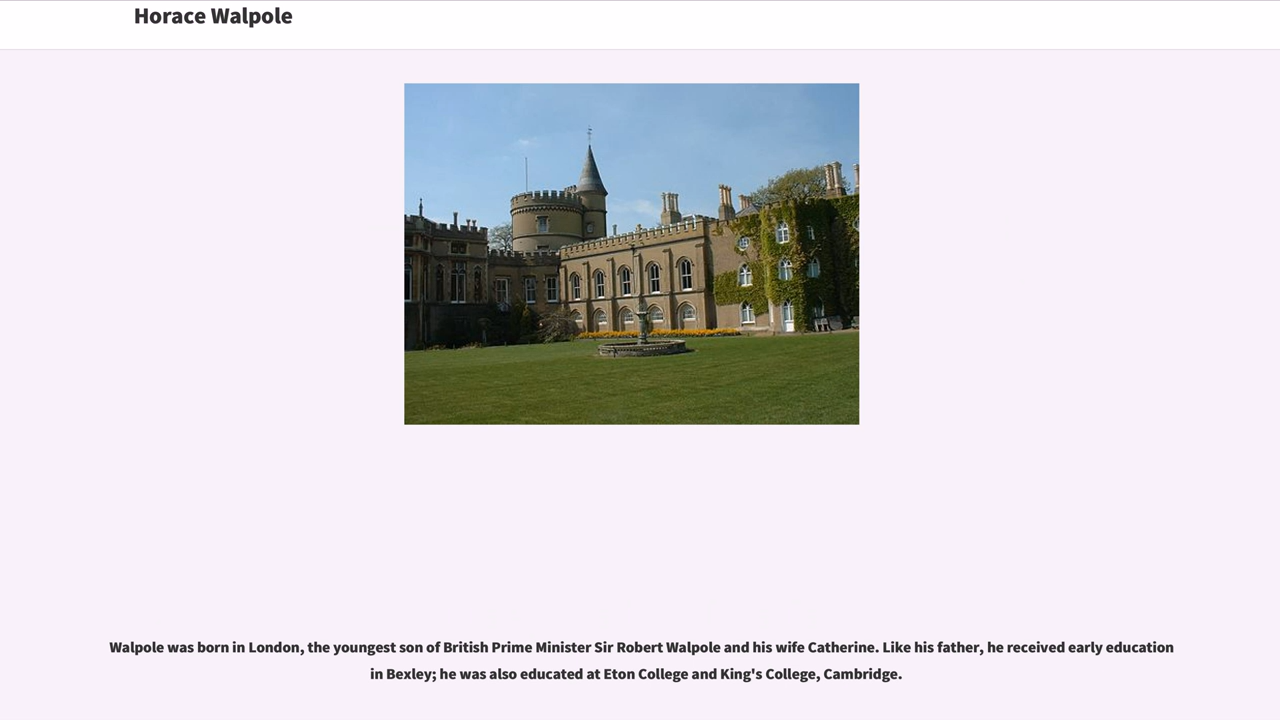 Horace Walpole
Walpole was born in London, the youngest son of British Prime Minister Sir Robert Walpole and his wife Catherine. Like his father, he received early education
in Bexley; he was also educated at Eton College and King's College, Cambridge.